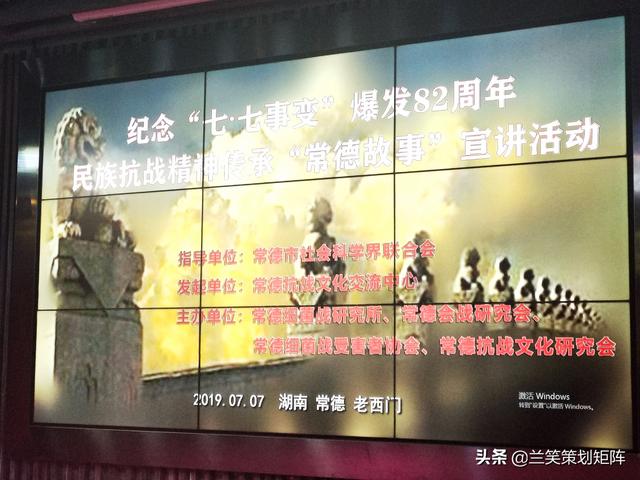 纪念“七·七事变”爆发82周年
民族抗战精神传承“常德故事”宣讲活动
指导单位：常德市社会科学界联合会
发起单位：常德抗战文化交流中心
主办单位：常德细菌战研究所、常德会战研究会、
常德细菌战受害者协会、常德抗战文化研究会
2019.07.07 湖南 常德 老西门
激活 Windows
转到“设置”以激活 Windows。
头条 @兰笑策划矩阵